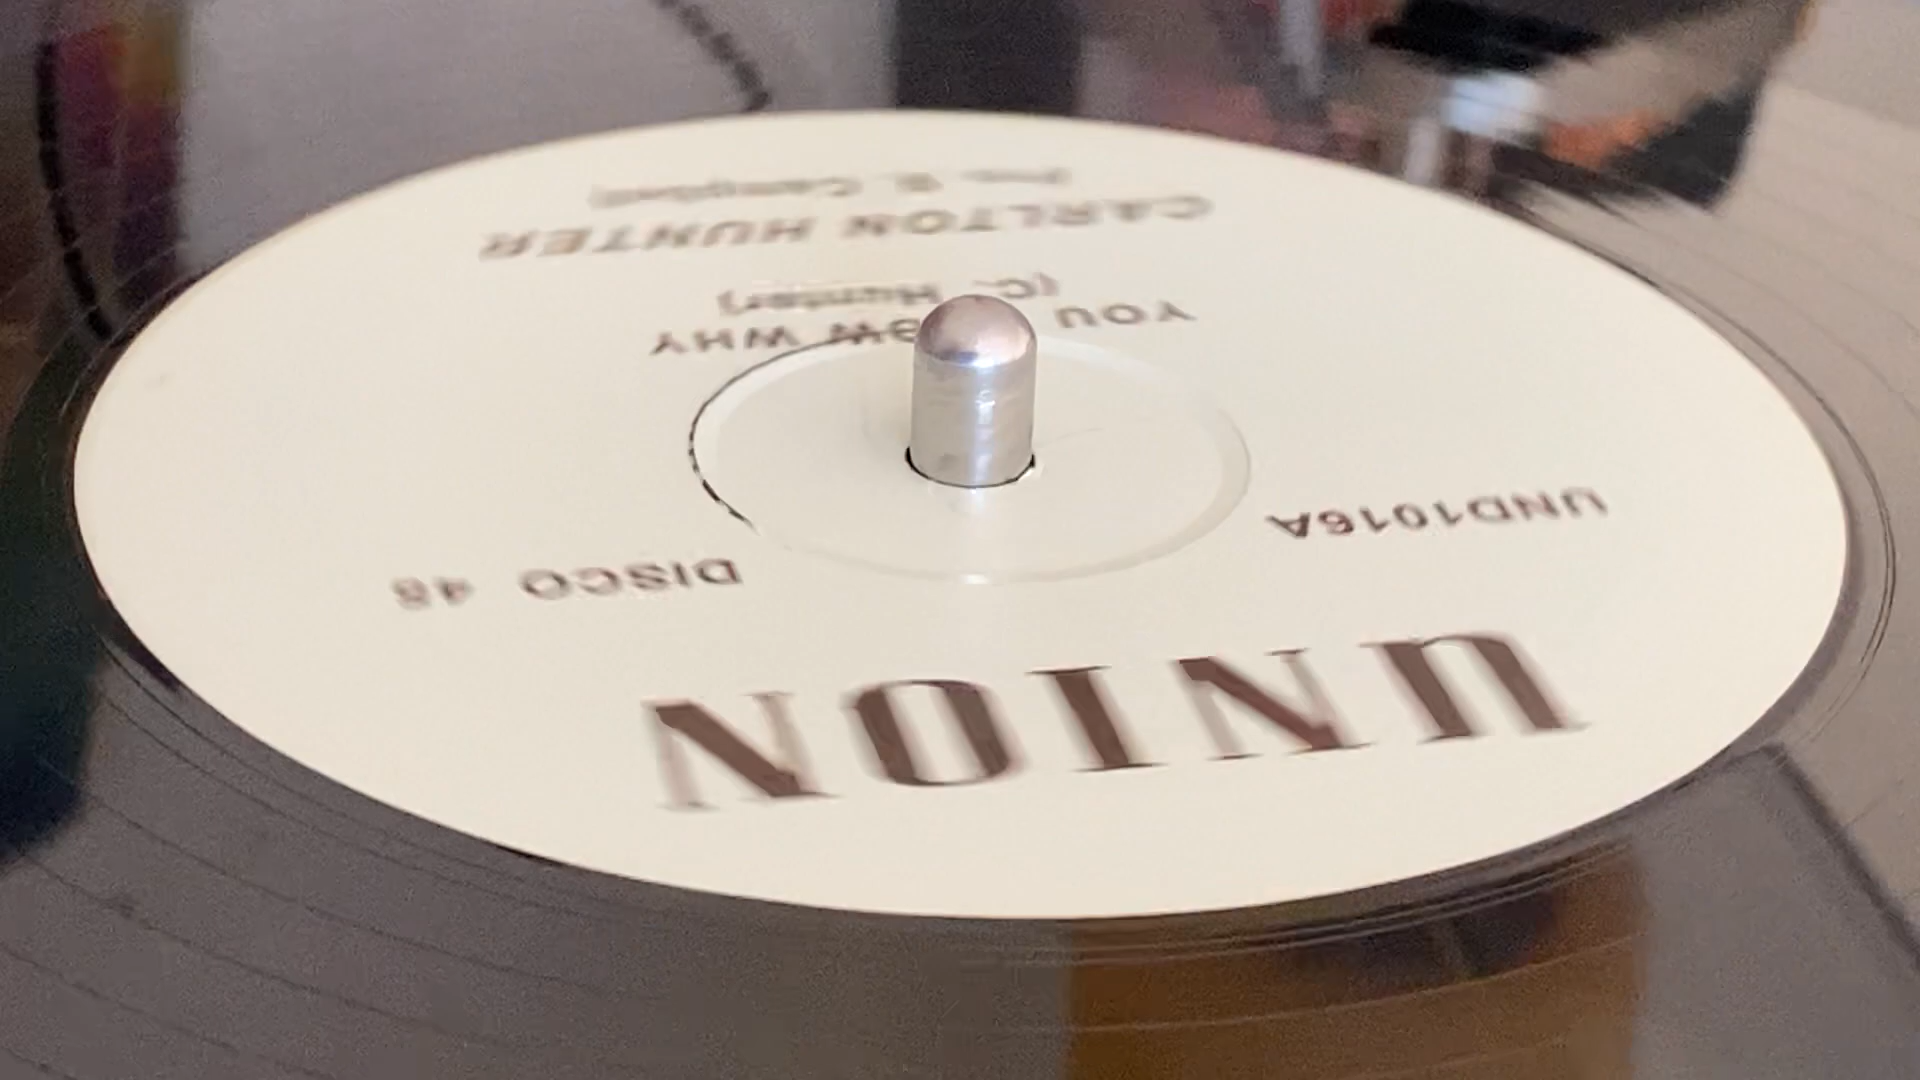 UNION
UND1016A
DISCO 45
YOU KNOW WHY
(C. Hunter)
CARLTON HUNTER